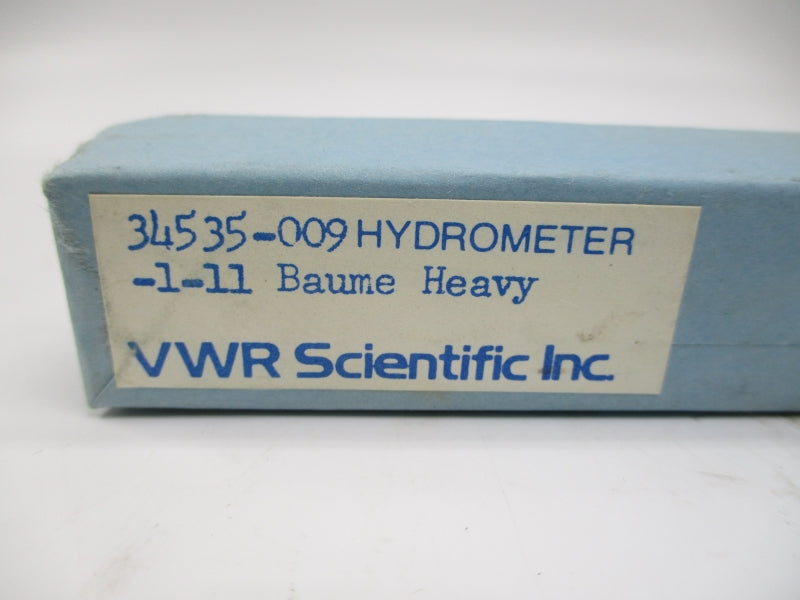 34535-009 HYDROMETER
-1-11 Baume Heavy
VWR Scientific Inc.